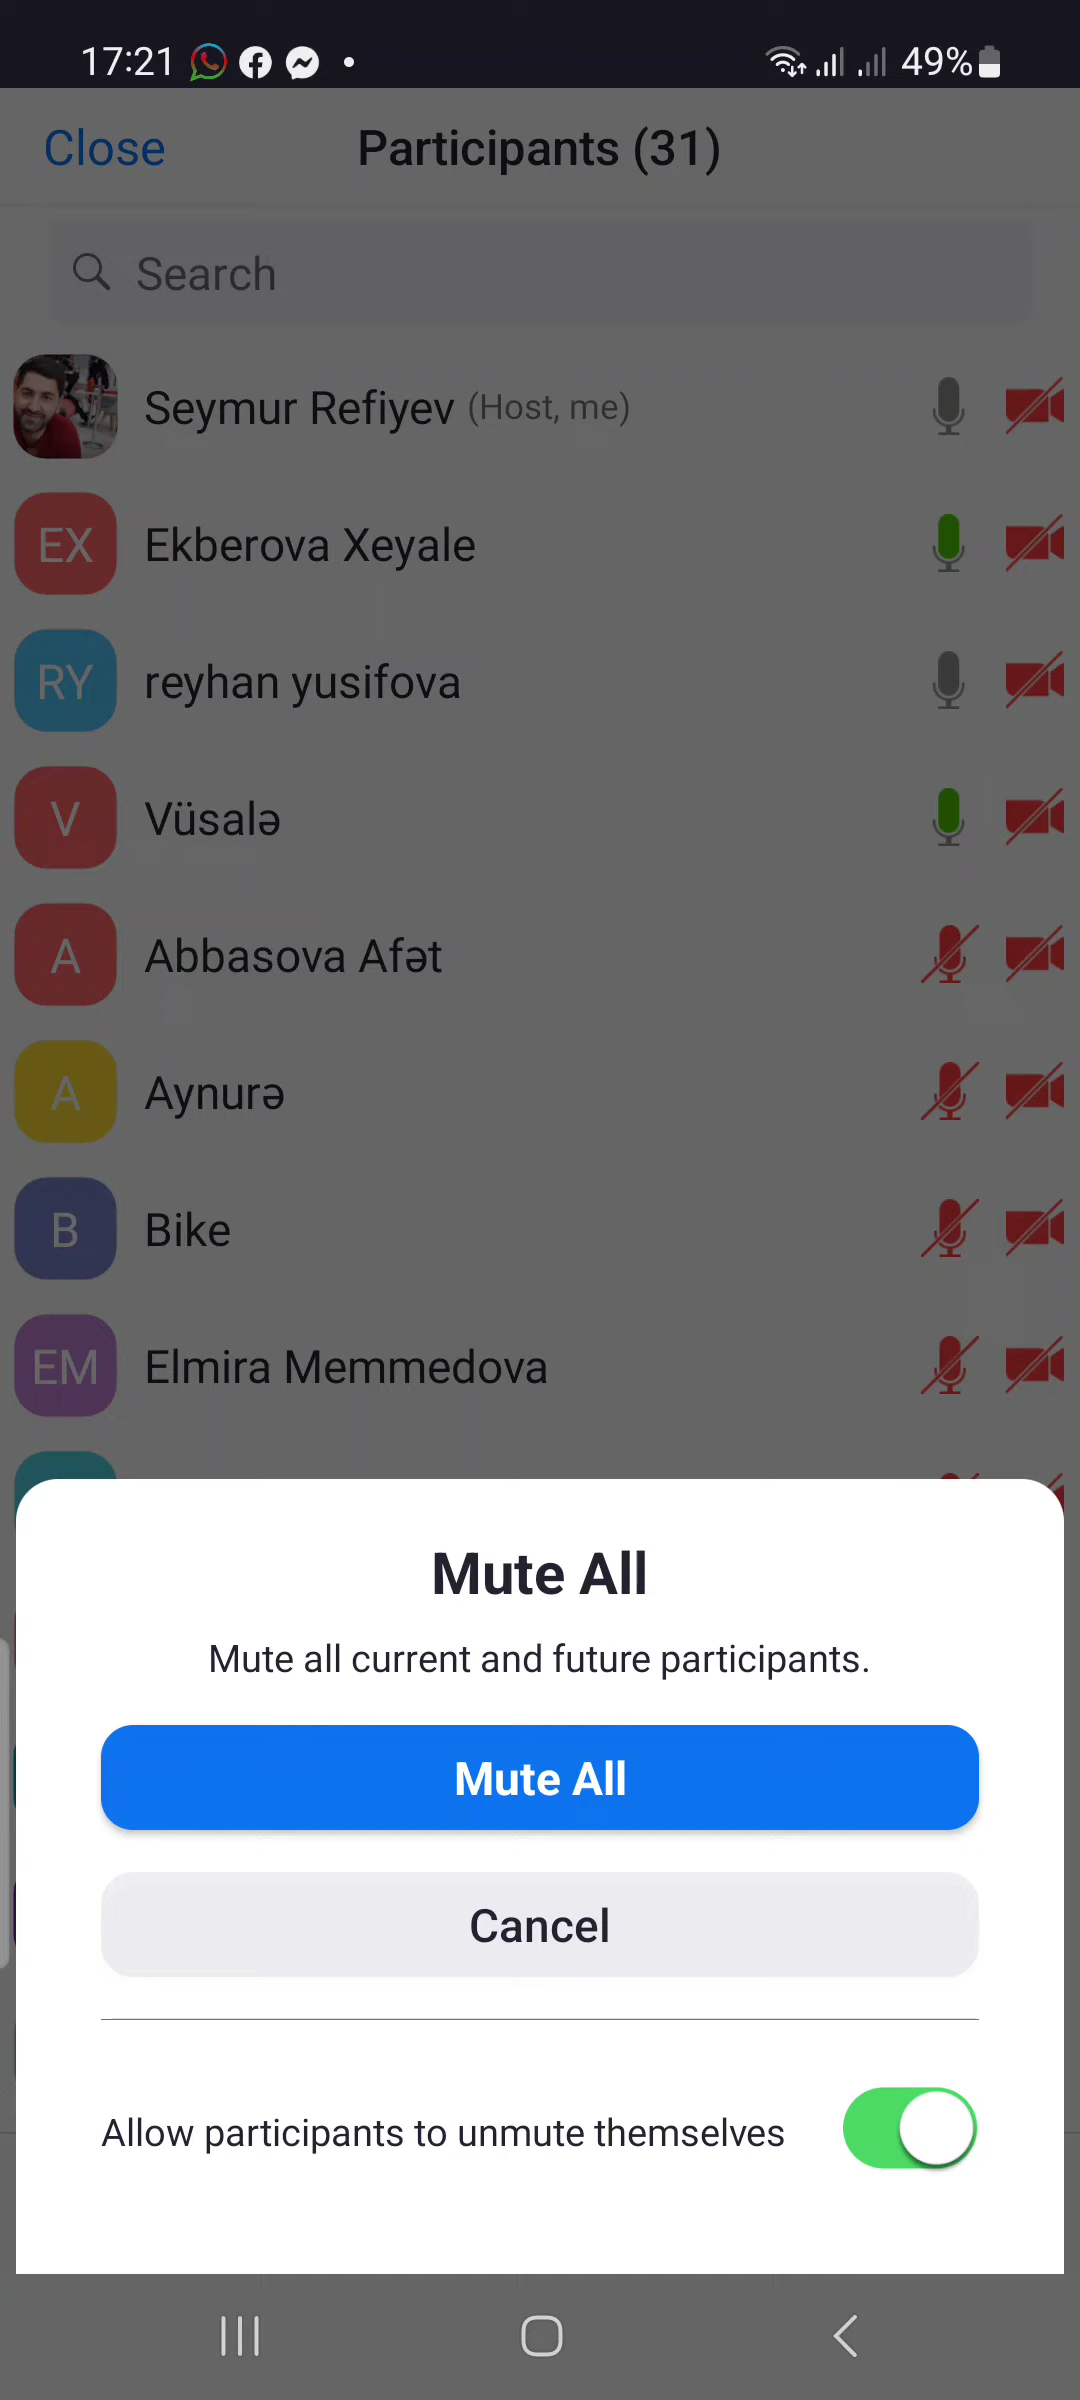 17:21 49%
Close Participants (31)
Search
Seymur Refiyev (Host, me)
EX Ekberova Xeyale
RY reyhan yusifova
V Vüsalə
A Abbasova Afət
A Aynurə
B Bike
EM Elmira Memmedova
Mute All
Mute all current and future participants.
Mute All
Cancel
Allow participants to unmute themselves